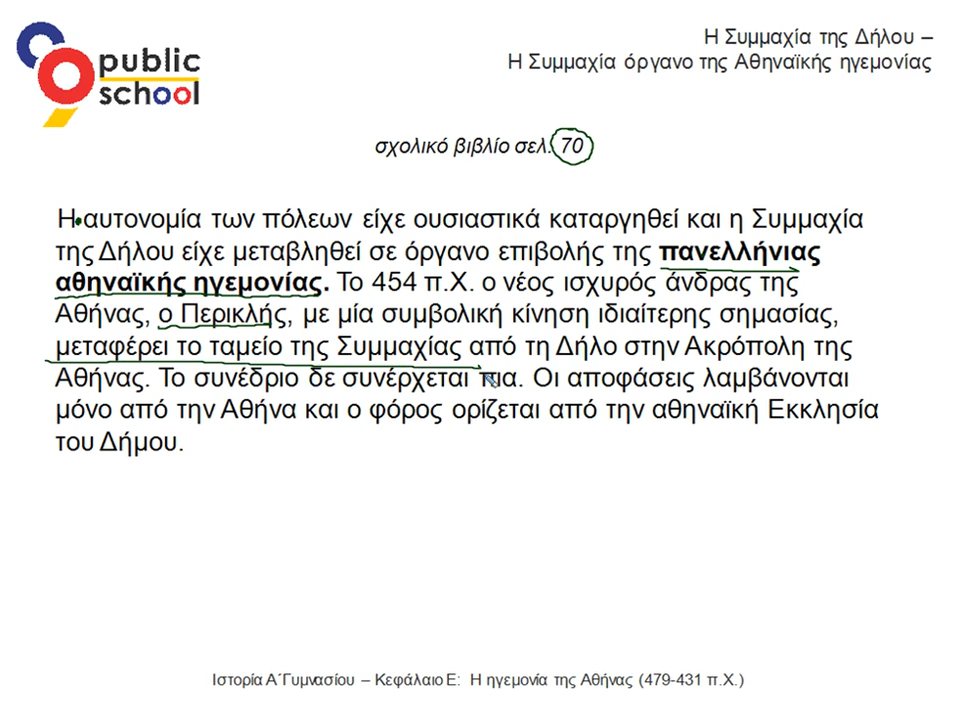 public
school
Η Συμμαχία της Δήλου –
Η Συμμαχία όργανο της Αθηναϊκής ηγεμονίας
σχολικό βιβλίο σελ. 70
Η αυτονομία των πόλεων είχε ουσιαστικά καταργηθεί και η Συμμαχία
της Δήλου είχε μεταβληθεί σε όργανο επιβολής της πανελλήνιας
αθηναϊκής ηγεμονίας. Το 454 π.Χ. ο νέος ισχυρός άνδρας της
Αθήνας, ο Περικλής, με μία συμβολική κίνηση ιδιαίτερης σημασίας,
μεταφέρει το ταμείο της Συμμαχίας από τη Δήλο στην Ακρόπολη της
Αθήνας. Το συνέδριο δε συνέρχεται πια. Οι αποφάσεις λαμβάνονται
μόνο από την Αθήνα και ο φόρος ορίζεται από την αθηναϊκή Εκκλησία
του Δήμου.
Ιστορία Α΄Γυμνασίου – Κεφάλαιο Ε: Η ηγεμονία της Αθήνας (479-431 π.Χ.)